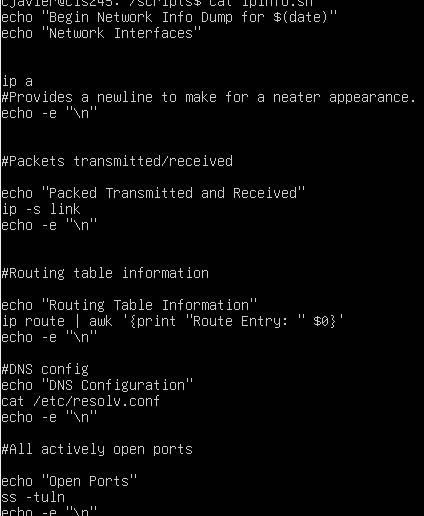 cjavier@cis245:~/scripts$ cat ipinfo.sh
echo "Begin Network Info Dump for $(date)"
echo "Network Interfaces"
ip a
#Provides a newline to make for a neater appearance.
echo -e "\n"
#Packets transmitted/received
echo "Packed Transmitted and Received"
ip -s link
echo -e "\n"
#Routing table information
echo "Routing Table Information"
ip route | awk '{print "Route Entry: " $0}'
echo -e "\n"
#DNS config
echo "DNS Configuration"
cat /etc/resolv.conf
echo -e "\n"
#All actively open ports
echo "Open Ports"
ss -tuln
echo -e "\n"